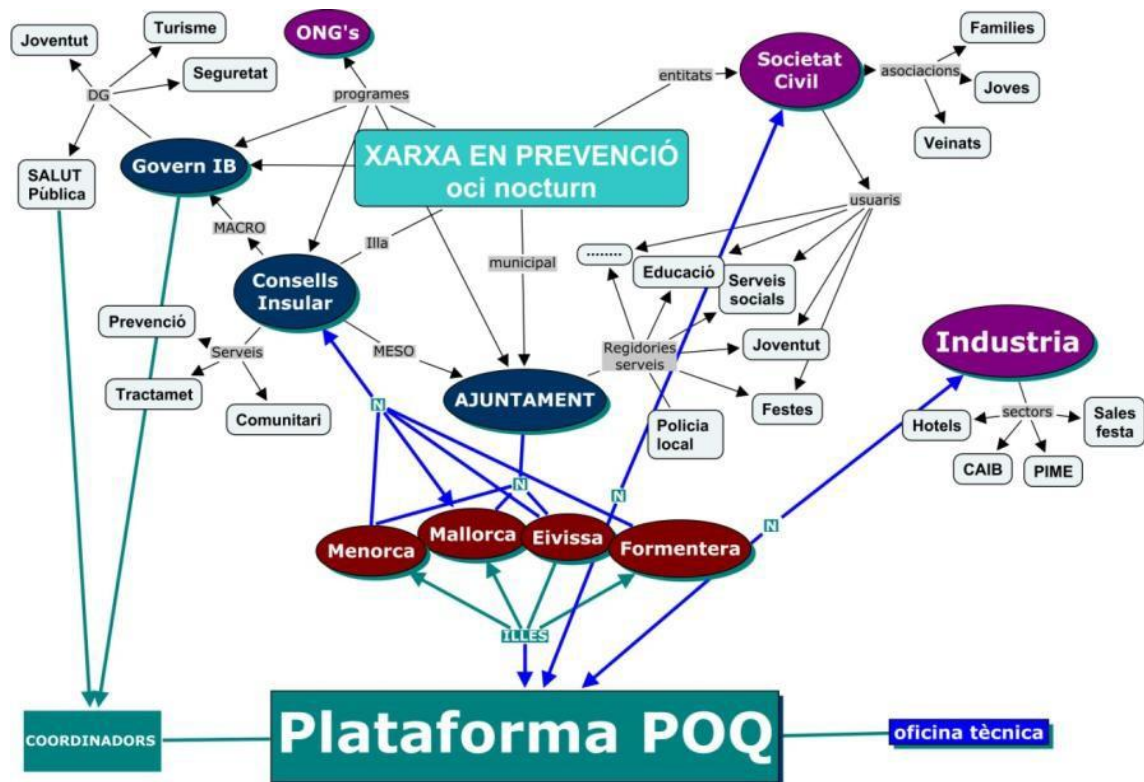 Joventut
Turisme
ONG's
Societat
Civil
Families
Seguretat
entitats
asociacions
DG
programes
Joves
Veinats
XARXA EN PREVENCIÓ
oci nocturn
Govern IB
SALUT
Pùblica
usuaris
MACRO
Illa
municipal
........
Educació
Serveis
socials
Consells
Insular
Prevenció
Serveis
MESO
Regidories
serveis
Joventut
Industria
Tractamet
Comunitari
AJUNTAMENT
Festes
Policia
local
Hotels
sectors
Sales
festa
CAIB
PIME
N
N
N
N
Menorca
Mallorca
Eivissa
Formentera
ILLES
COORDINADORS
Plataforma POQ
oficina tècnica